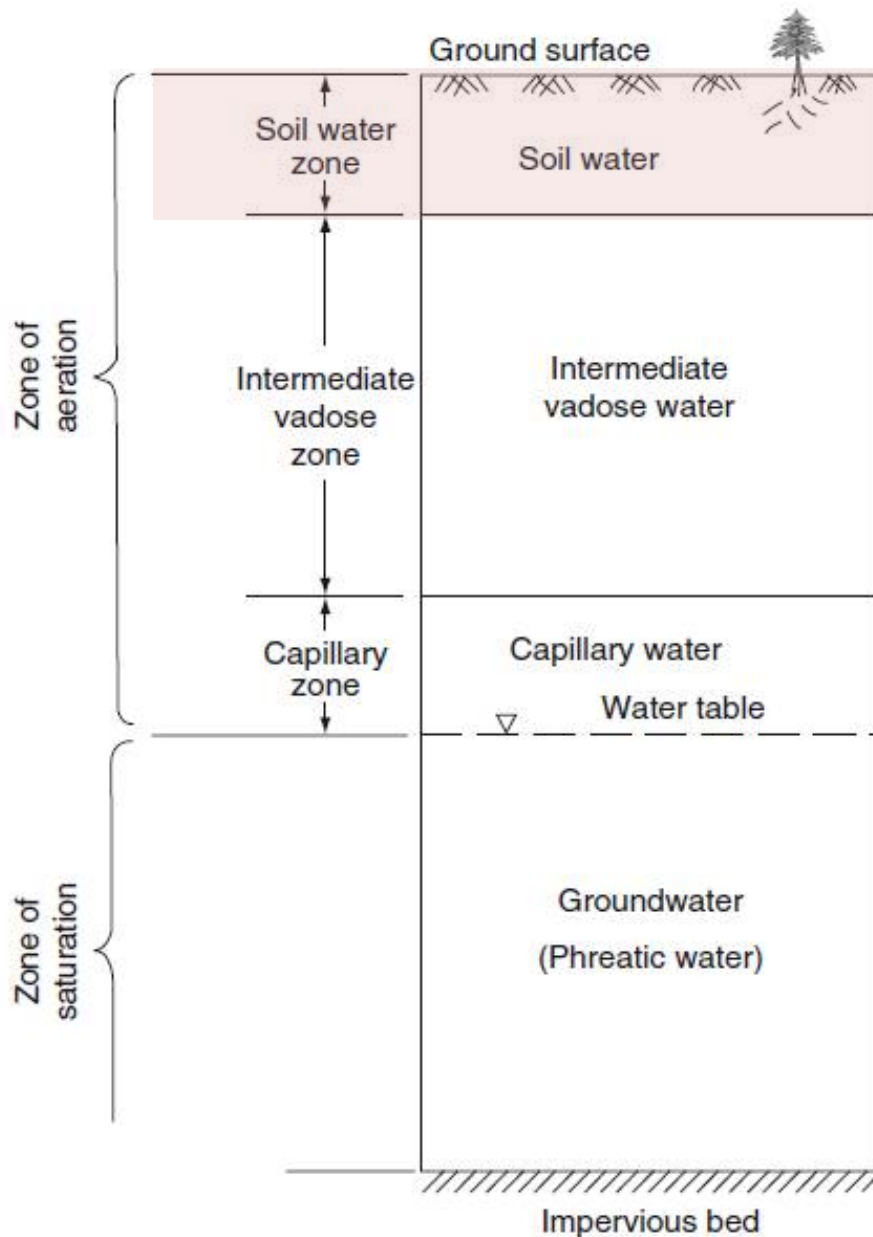 Ground surface
Soil water
zone
Soil water
Zone of
aeration
Intermediate
vadose
zone
Intermediate
vadose water
Capillary
zone
Capillary water
Water table
Zone of
saturation
Groundwater
(Phreatic water)
Impervious bed